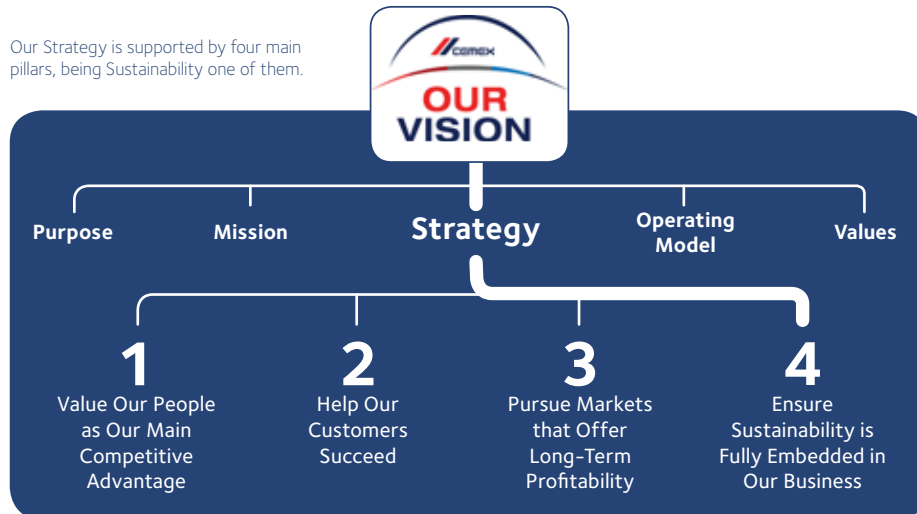 Our Strategy is supported by four main
pillars, being Sustainability one of them.
cemex
OUR
VISION
Purpose
Mission
Strategy
Operating
Model
Values
1
Value Our People
as Our Main
Competitive
Advantage
2
Help Our
Customers
Succeed
3
Pursue Markets
that Offer
Long-Term
Profitability
4
Ensure
Sustainability is
Fully Embedded in
Our Business